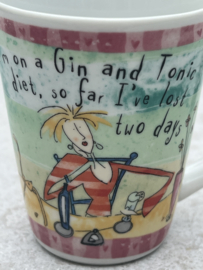 m on a Gin and Tonic
diet, so far I've lost
two days